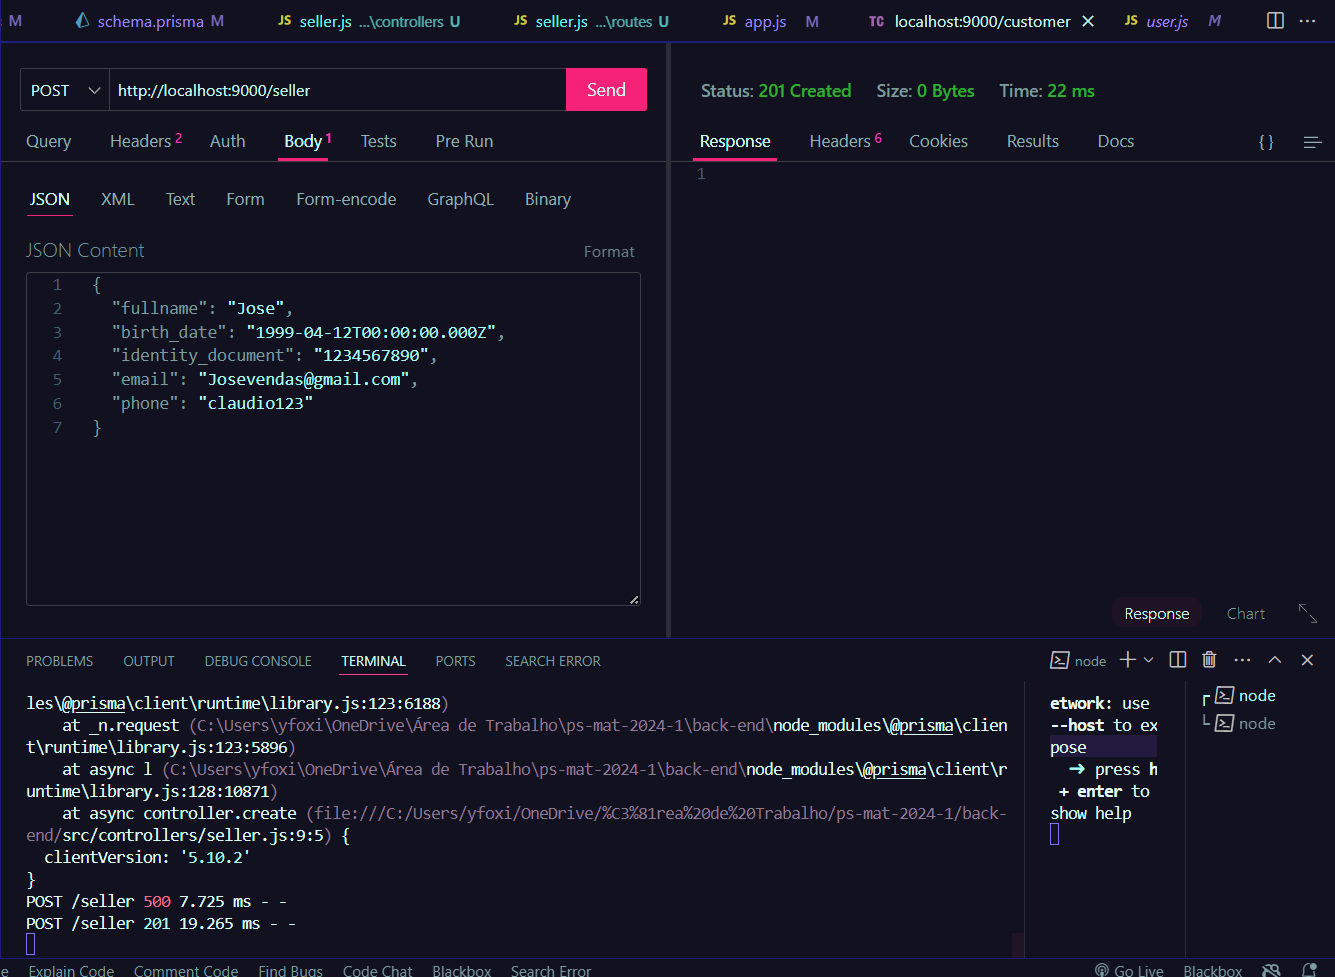 M schema.prisma M JS seller.js ...\controllers U JS seller.js ...\routes U JS app.js M TC localhost:9000/customer JS user.js M
POST http://localhost:9000/seller Send
Query Headers 2 Auth Body 1 Tests Pre Run
JSON XML Text Form Form-encode GraphQL Binary
JSON Content Format
1 {
2 "fullname": "Jose",
3 "birth_date": "1999-04-12T00:00:00.000Z",
4 "identity_document": "1234567890",
5 "email": "Josevendas@gmail.com",
6 "phone": "claudio123"
7 }
Status: 201 Created Size: 0 Bytes Time: 22 ms
Response Headers 6 Cookies Results Docs { }
1
Response Chart
PROBLEMS OUTPUT DEBUG CONSOLE TERMINAL PORTS SEARCH ERROR
node
les\@prisma\client\runtime\library.js:123:6188)
at _n.request (C:\Users\yfoxi\OneDrive\Área de Trabalho\ps-mat-2024-1\back-end\node_modules\@prisma\clien
t\runtime\library.js:123:5896)
at async l (C:\Users\yfoxi\OneDrive\Área de Trabalho\ps-mat-2024-1\back-end\node_modules\@prisma\client\r
untime\library.js:128:10871)
at async controller.create (file:///C:/Users/yfoxi/OneDrive/%C3%81rea%20de%20Trabalho/ps-mat-2024-1/back-
end/src/controllers/seller.js:9:5) {
clientVersion: '5.10.2'
}
POST /seller 500 7.725 ms - -
POST /seller 201 19.265 ms - -
etwork: use
--host to ex
pose
➜ press h
+ enter to
show help
node
node
e Explain Code Comment Code Find Bugs Code Chat Blackbox Search Error Go Live Blackbox